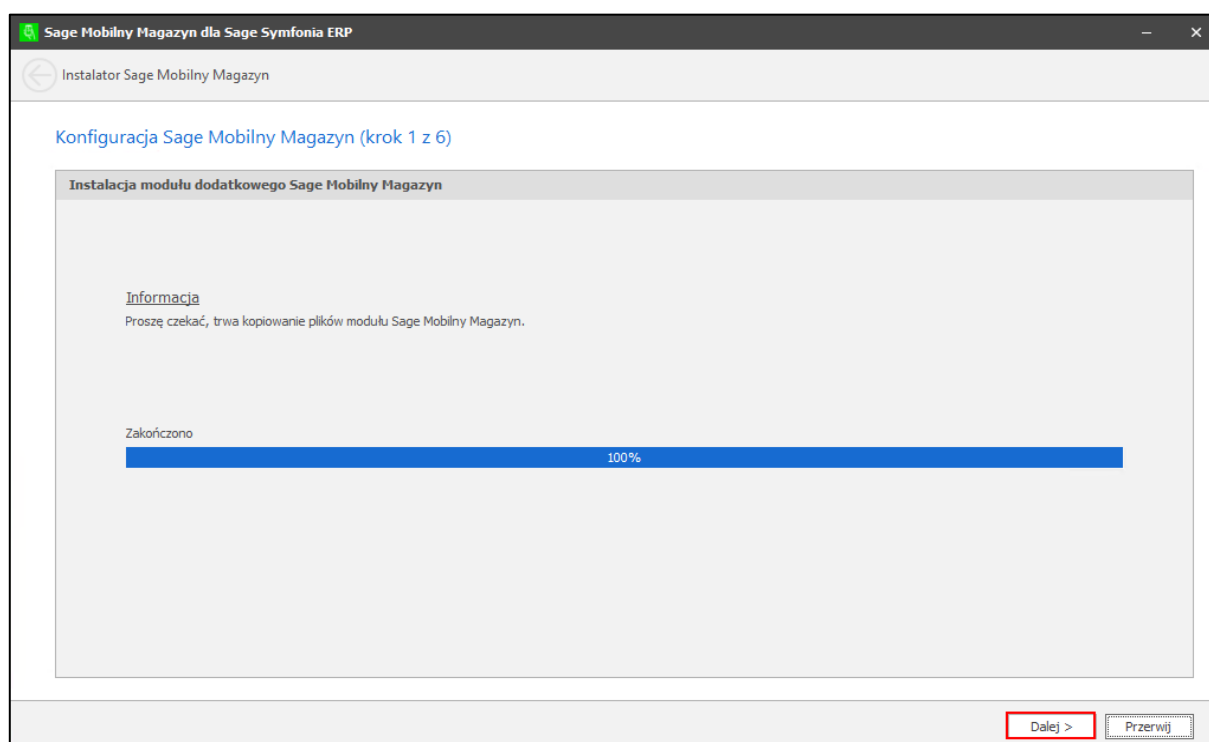 Sage Mobilny Magazyn dla Sage Symfonia ERP
Instalator Sage Mobilny Magazyn
Konfiguracja Sage Mobilny Magazyn (krok 1 z 6)
Instalacja modułu dodatkowego Sage Mobilny Magazyn
Informacja
Proszę czekać, trwa kopiowanie plików modułu Sage Mobilny Magazyn.
Zakończono
100%
Dalej >
Przerwij